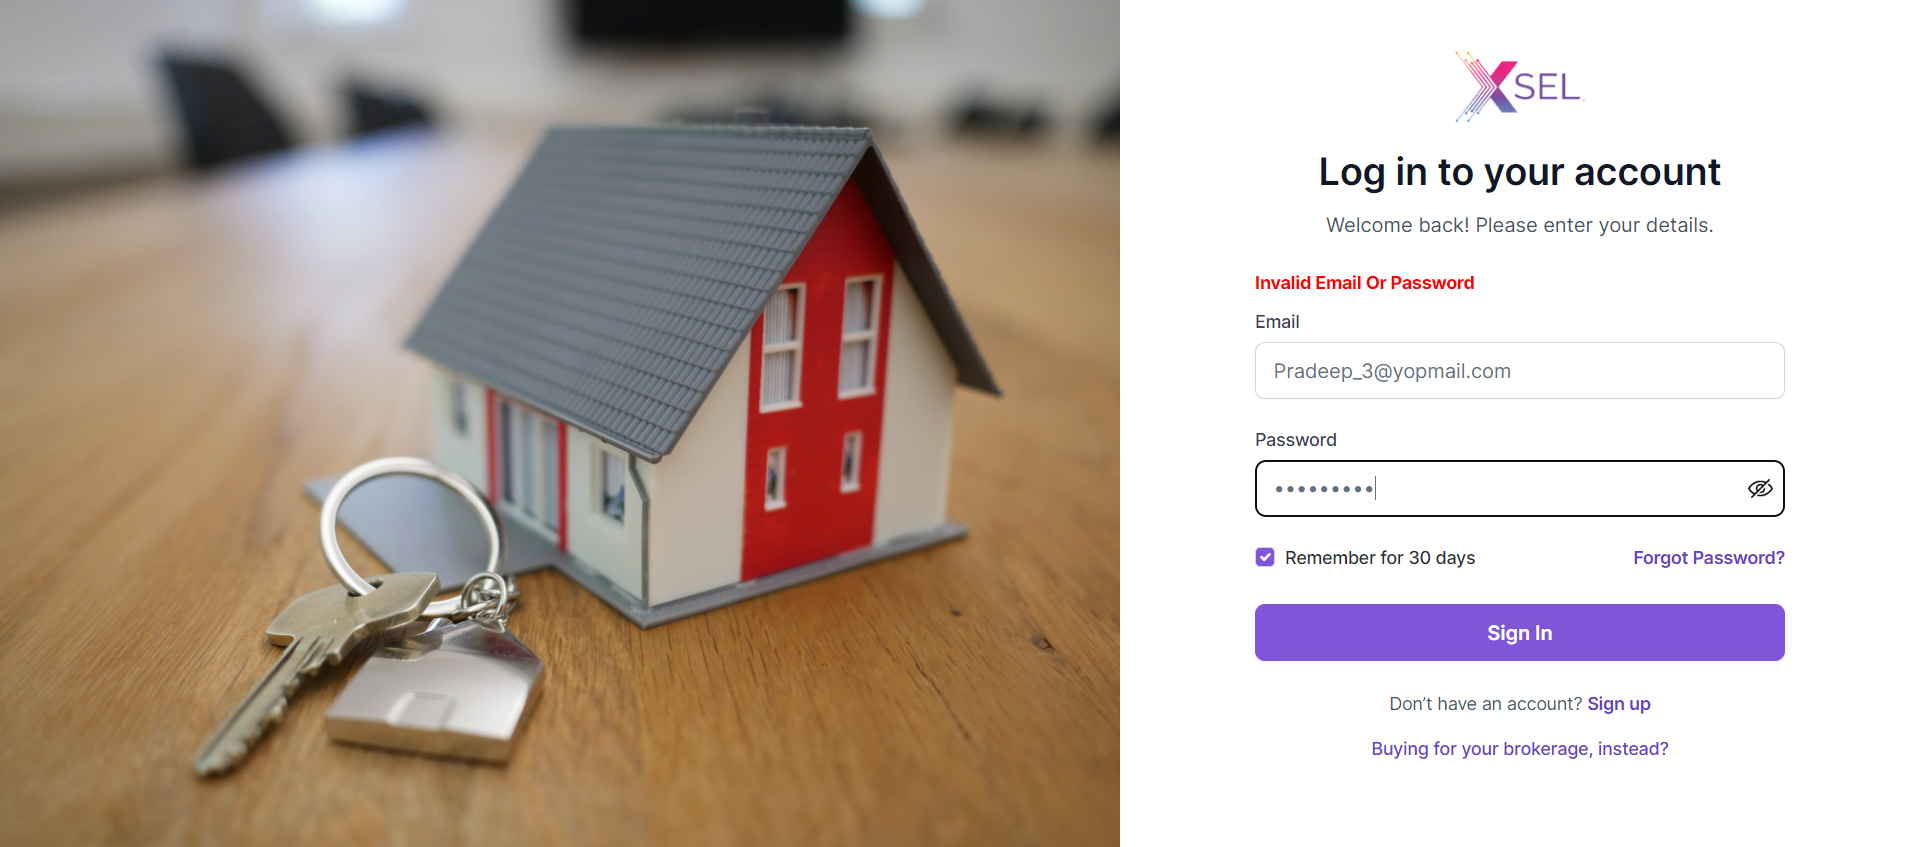 XSEL
Log in to your account
Welcome back! Please enter your details.
Invalid Email Or Password
Email
Pradeep_3@yopmail.com
Password
•••••••••
Remember for 30 days
Forgot Password?
Sign In
Don’t have an account? Sign up
Buying for your brokerage, instead?